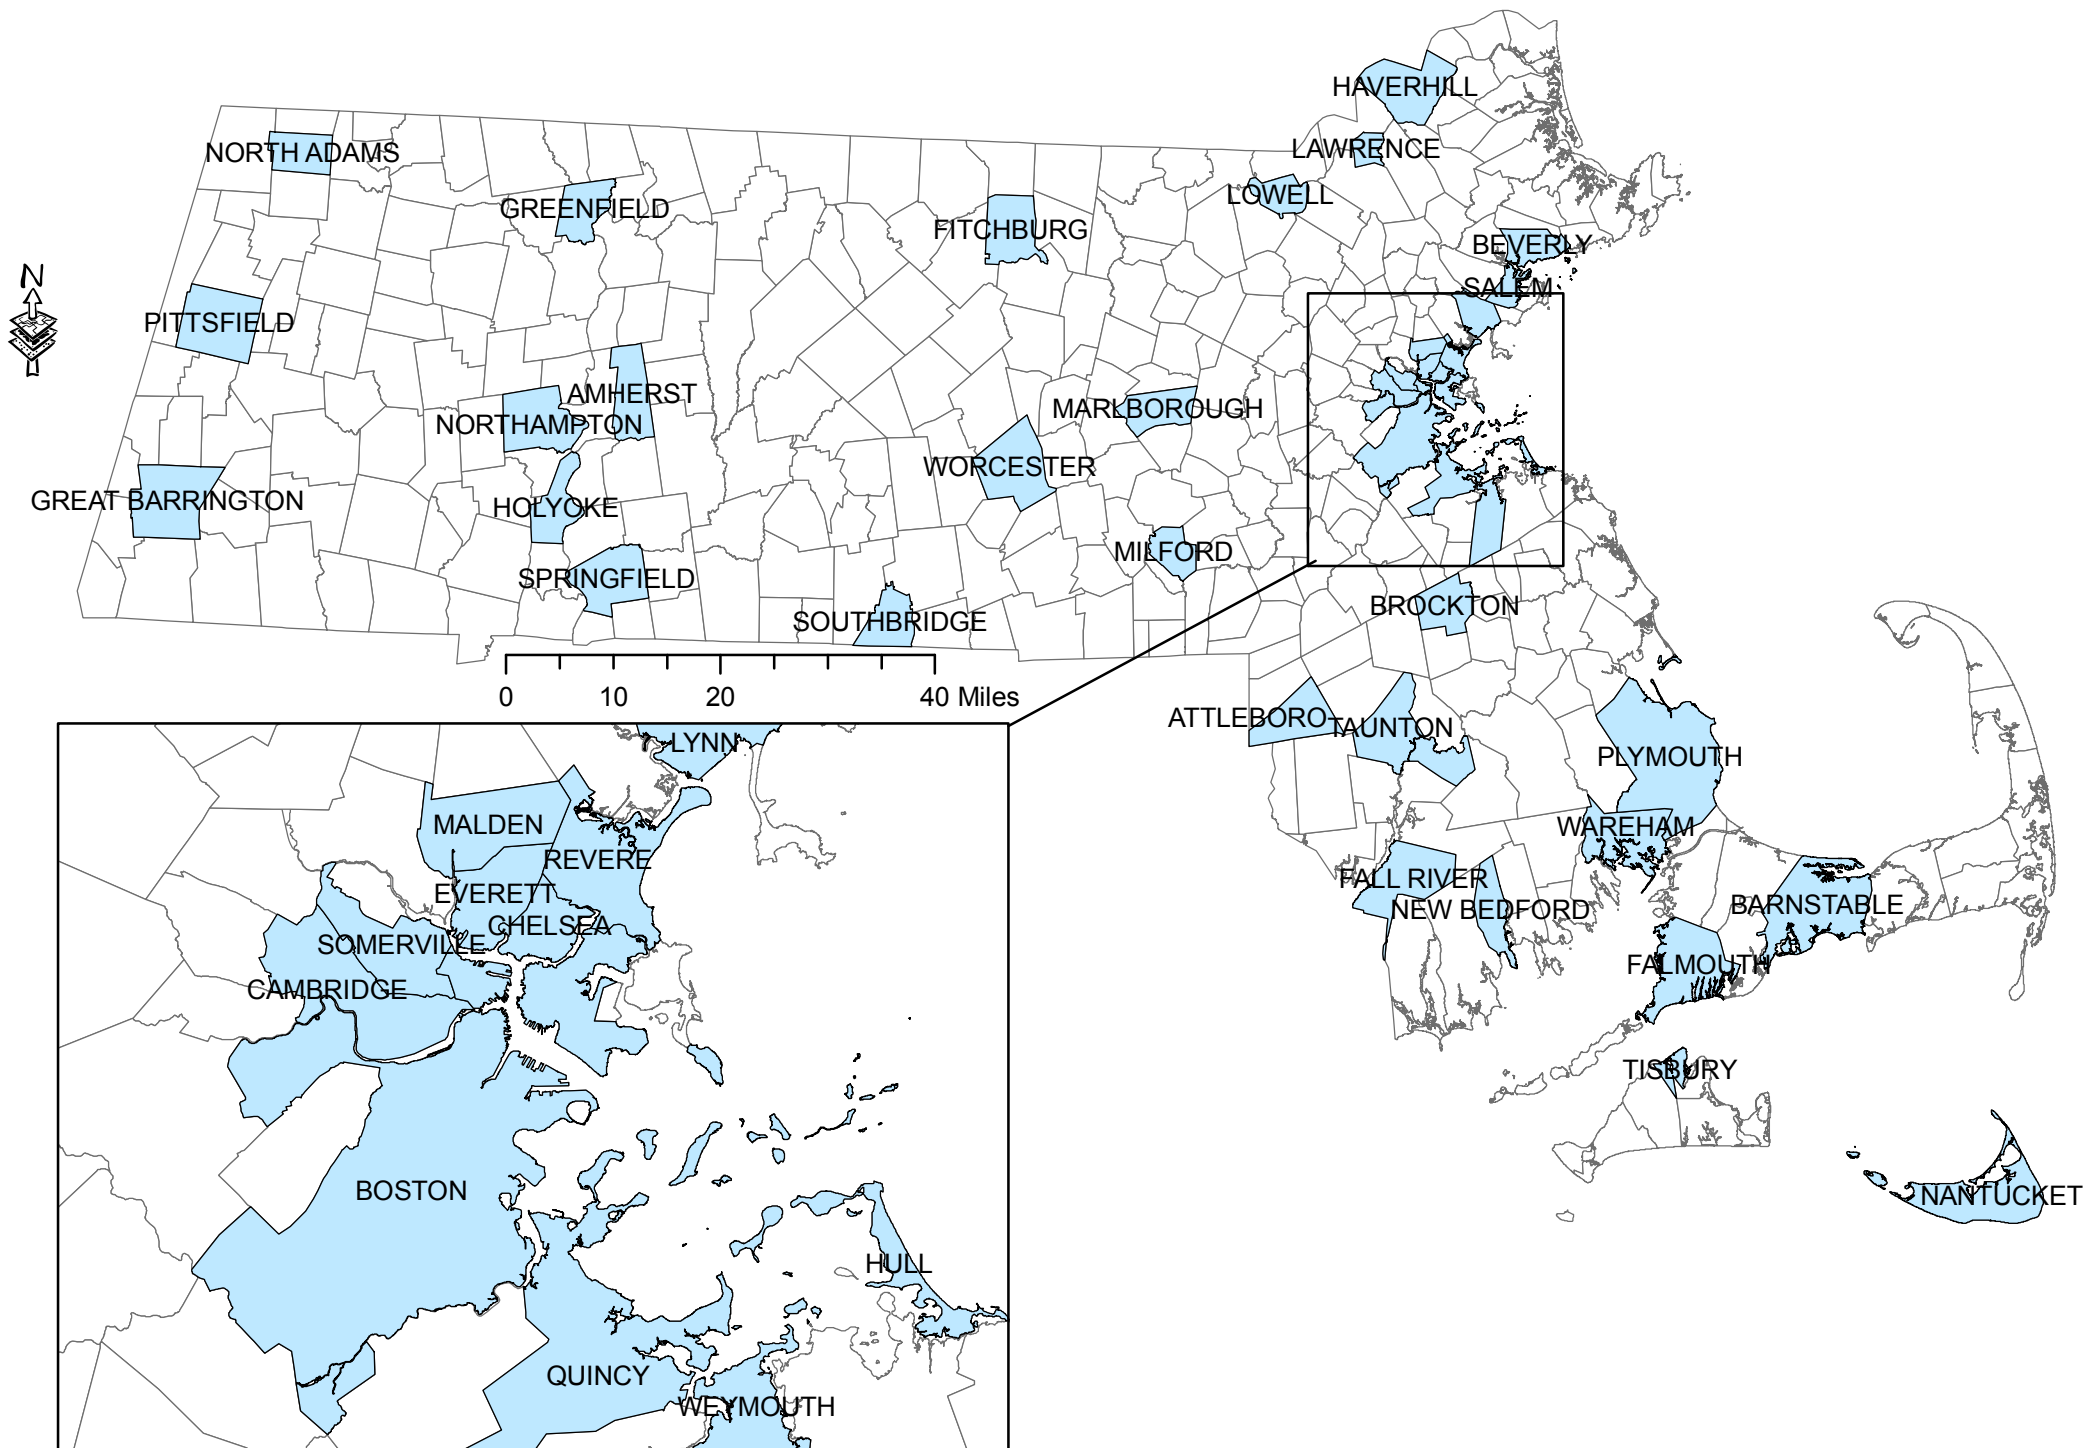 HAVERHILL
LAWRENCE
NORTH ADAMS
LOWELL
GREENFIELD
FITCHBURG
BEVERLY
N
SALEM
PITTSFIELD
AMHERST
MARLBOROUGH
NORTHAMPTON
WORCESTER
GREAT BARRINGTON
HOLYOKE
MILFORD
SPRINGFIELD
BROCKTON
SOUTHBRIDGE
0 10 20 40 Miles
ATTLEBORO
TAUNTON
PLYMOUTH
WAREHAM
FALL RIVER
NEW BEDFORD
BARNSTABLE
FALMOUTH
TISBURY
NANTUCKET
LYNN
MALDEN
REVERE
EVERETT
CHELSEA
SOMERVILLE
CAMBRIDGE
BOSTON
HULL
QUINCY
WEYMOUTH